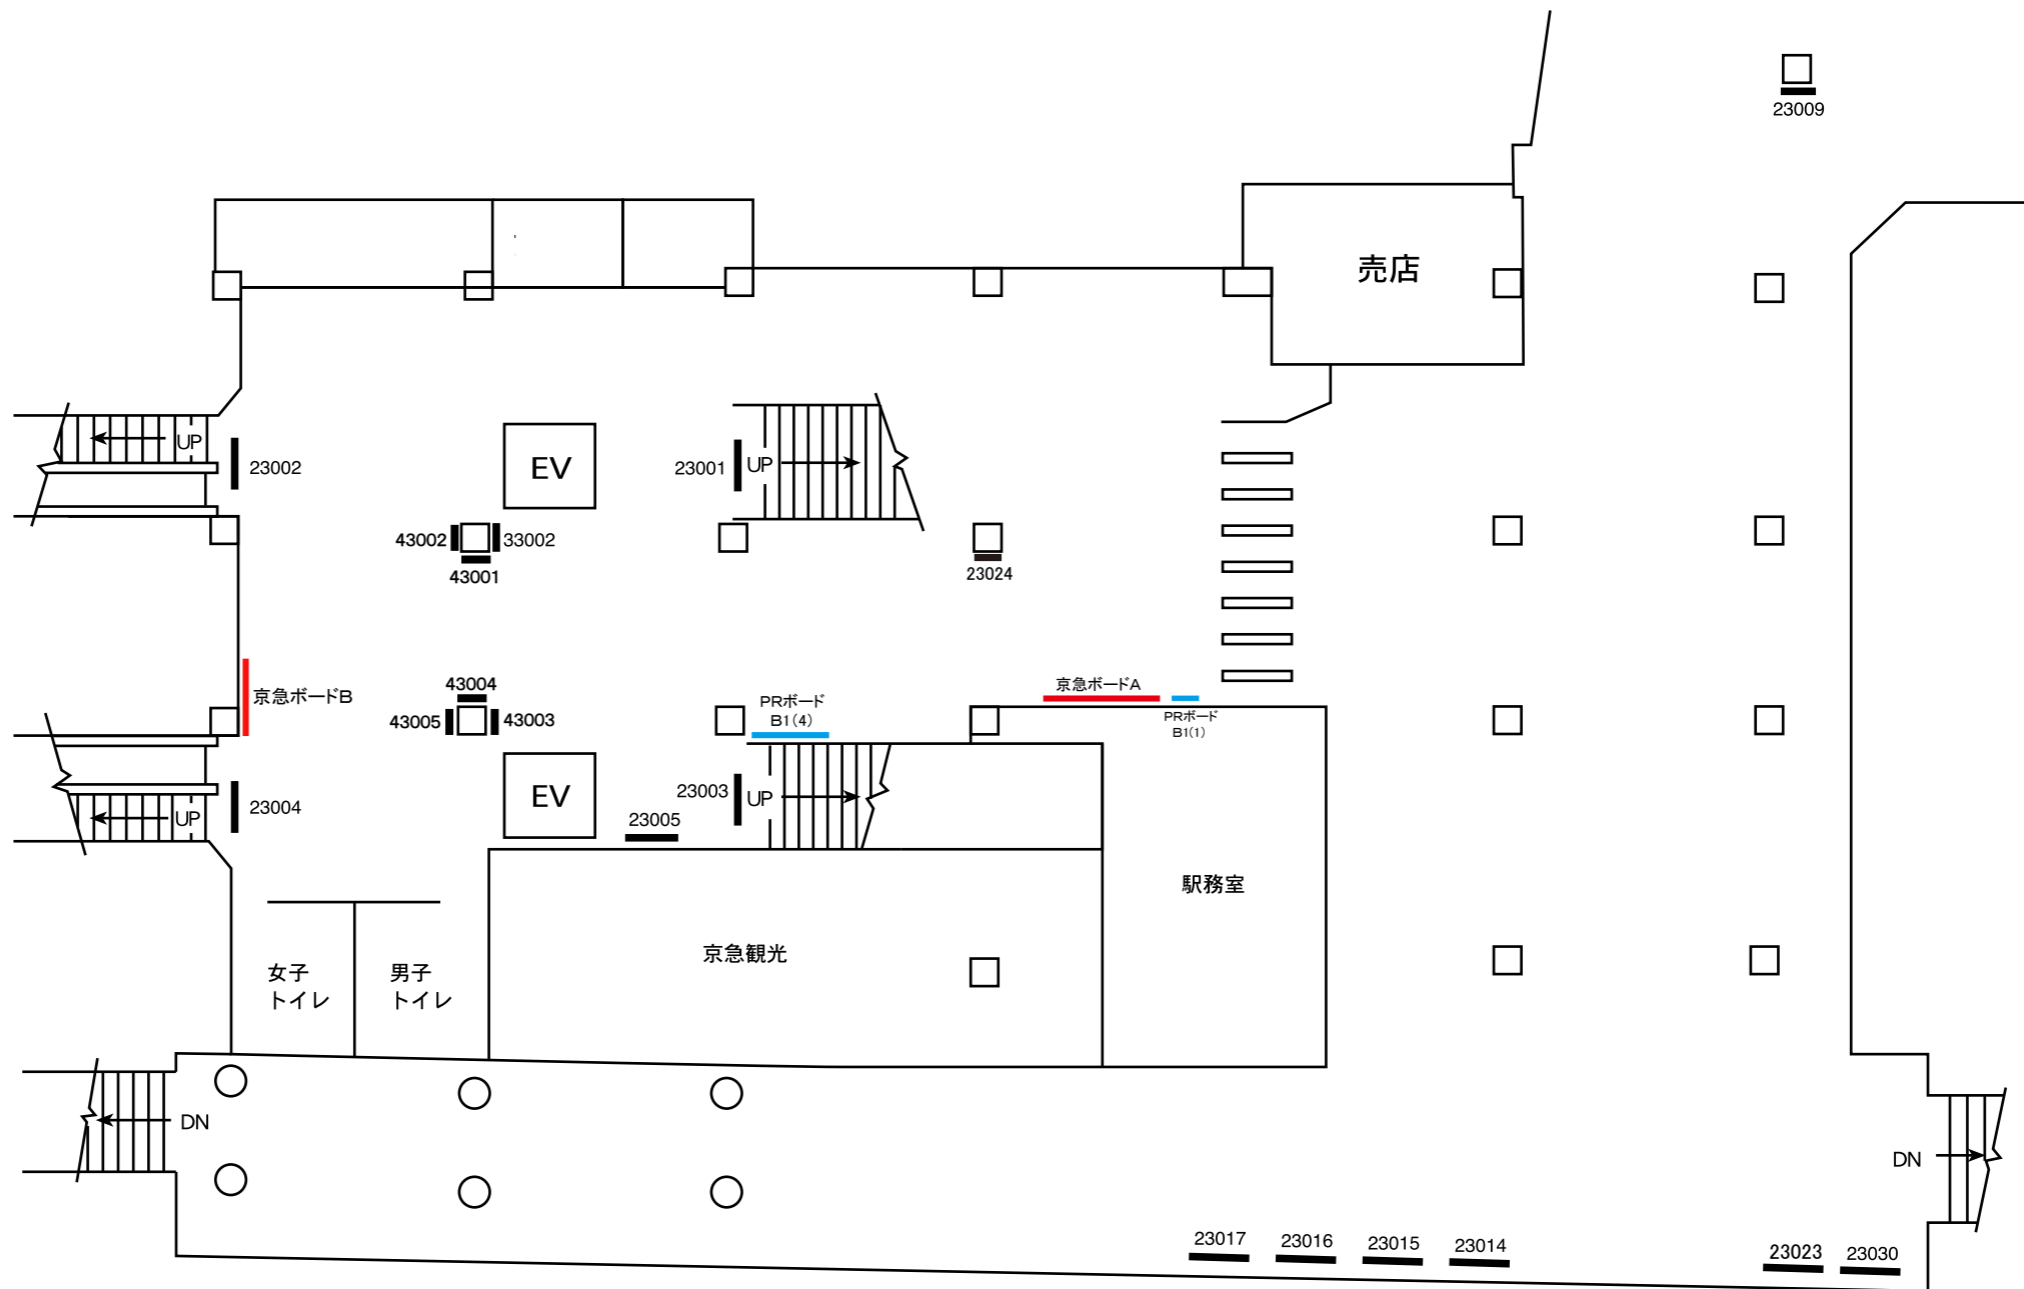 23009
売店
UP
23002
EV
23001
UP
43002
33002
43001
23024
京急ボードB
43004
43005
43003
PRボード
B1(4)
京急ボードA
PRボード
B1(1)
UP
23004
EV
23005
23003
UP
駅務室
京急観光
女子
トイレ
男子
トイレ
DN
DN
23017
23016
23015
23014
23023
23030